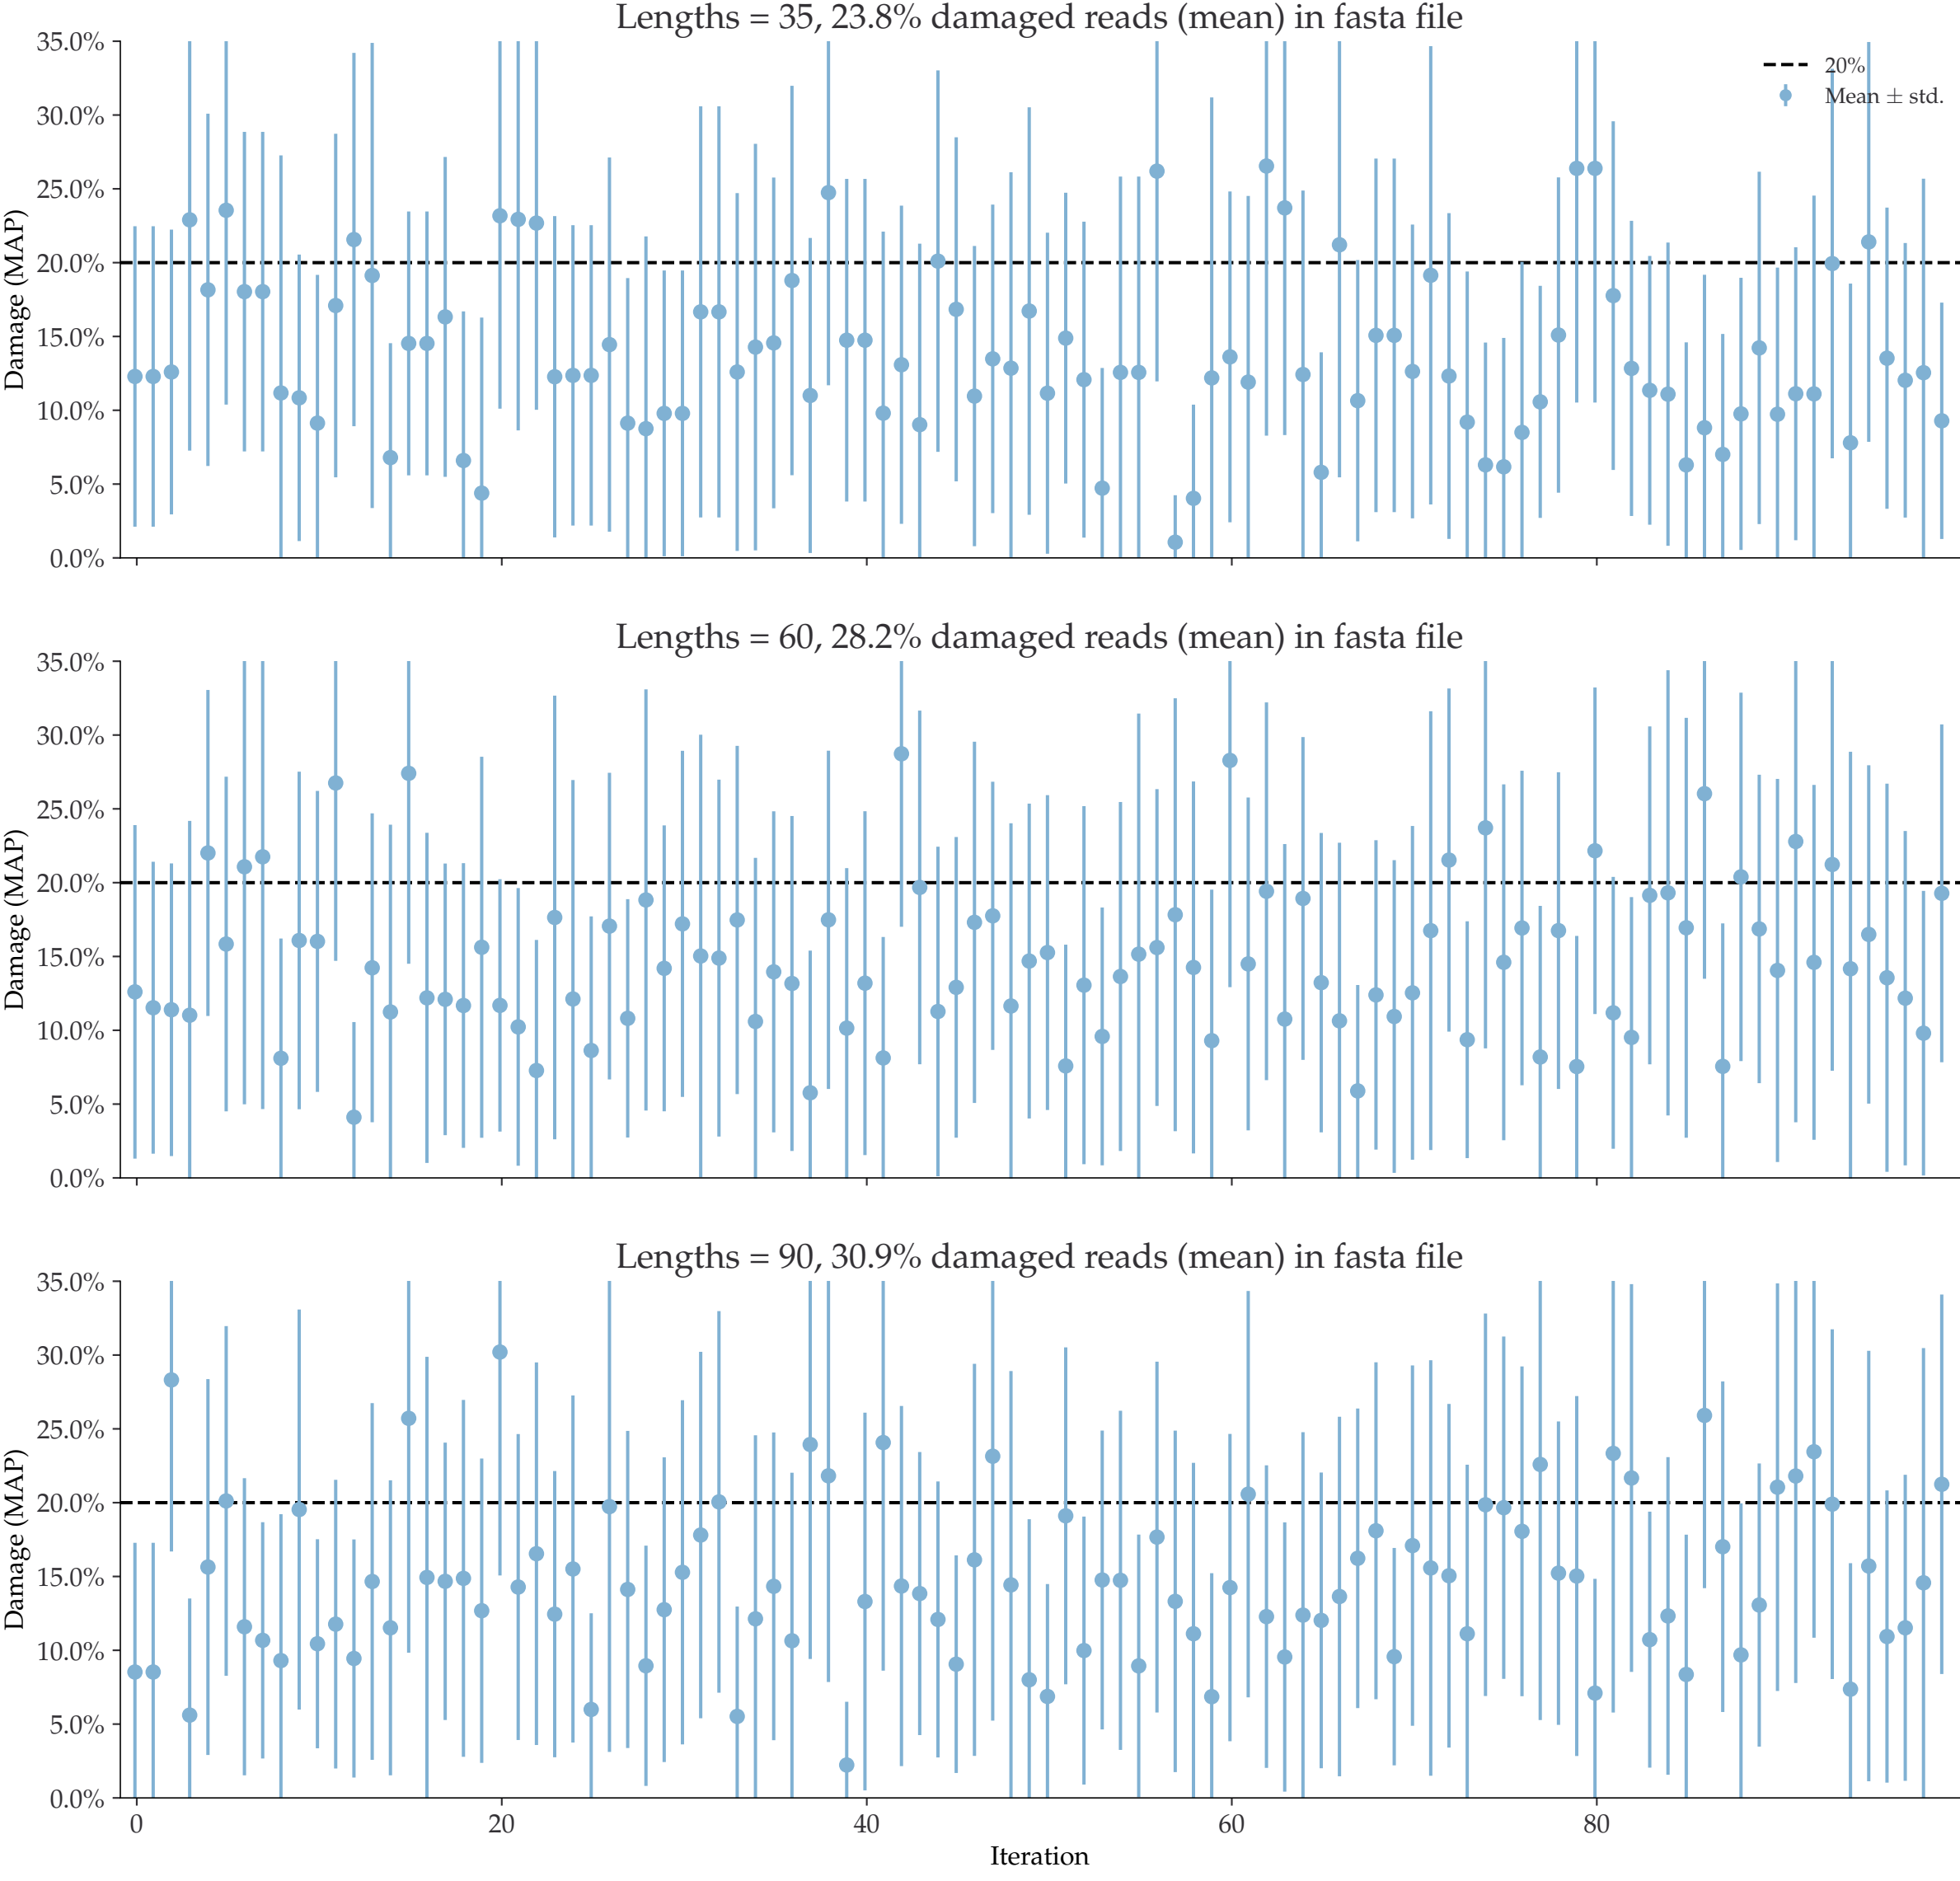 Lengths = 35, 23.8% damaged reads (mean) in fasta file
35.0%
30.0%
25.0%
20.0%
15.0%
10.0%
5.0%
0.0%
Damage (MAP)
20%
Mean ± std.
Lengths = 60, 28.2% damaged reads (mean) in fasta file
35.0%
30.0%
25.0%
20.0%
15.0%
10.0%
5.0%
0.0%
Damage (MAP)
Lengths = 90, 30.9% damaged reads (mean) in fasta file
35.0%
30.0%
25.0%
20.0%
15.0%
10.0%
5.0%
0.0%
Damage (MAP)
0 20 40 60 80
Iteration